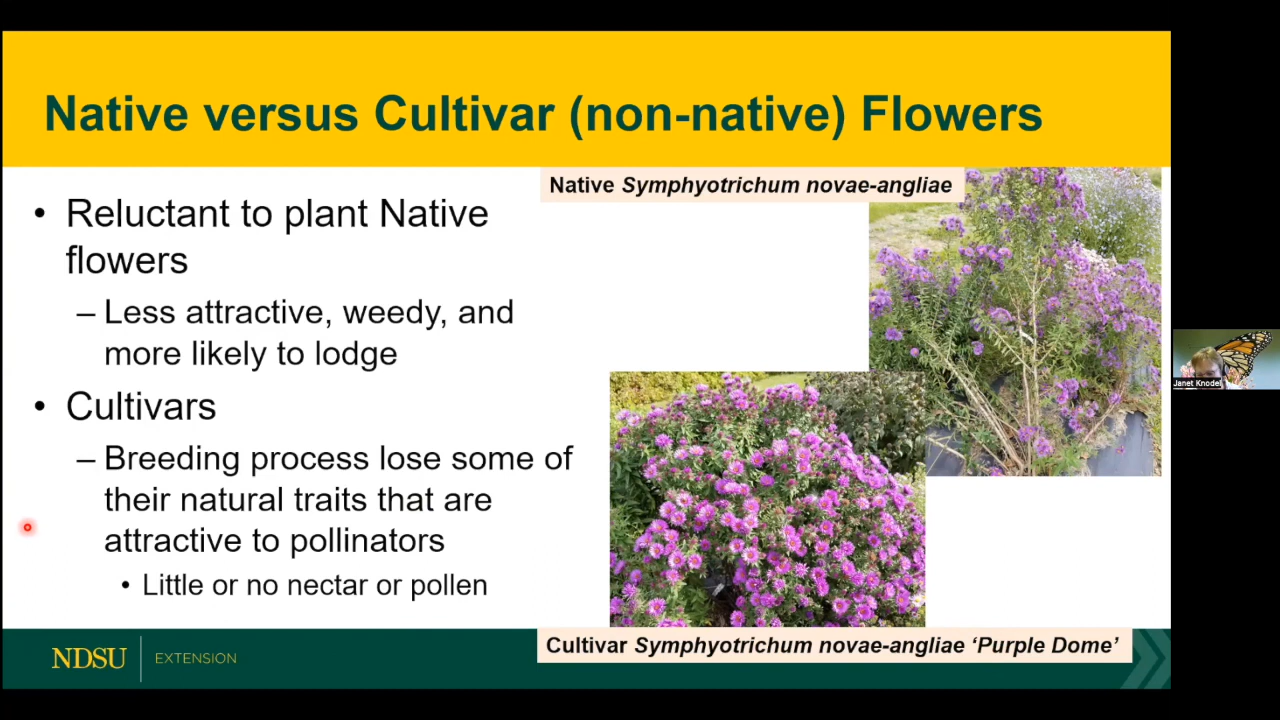 Native versus Cultivar (non-native) Flowers
Native Symphyotrichum novae-angliae
• Reluctant to plant Native
flowers
– Less attractive, weedy, and
more likely to lodge
• Cultivars
– Breeding process lose some of
their natural traits that are
attractive to pollinators
• Little or no nectar or pollen
Cultivar Symphyotrichum novae-angliae ‘Purple Dome’
NDSU EXTENSION
Janet Knodel